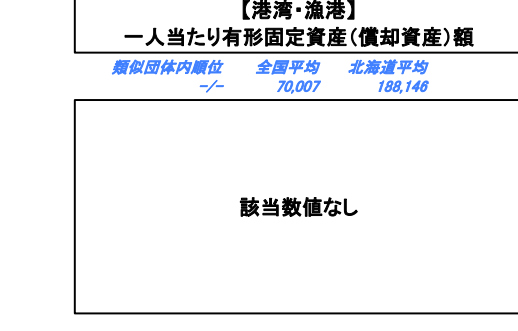 【港湾・漁港】
一人当たり有形固定資産(償却資産)額
類似団体内順位 全国平均 北海道平均
-/- 70,007 188,146
該当数値なし